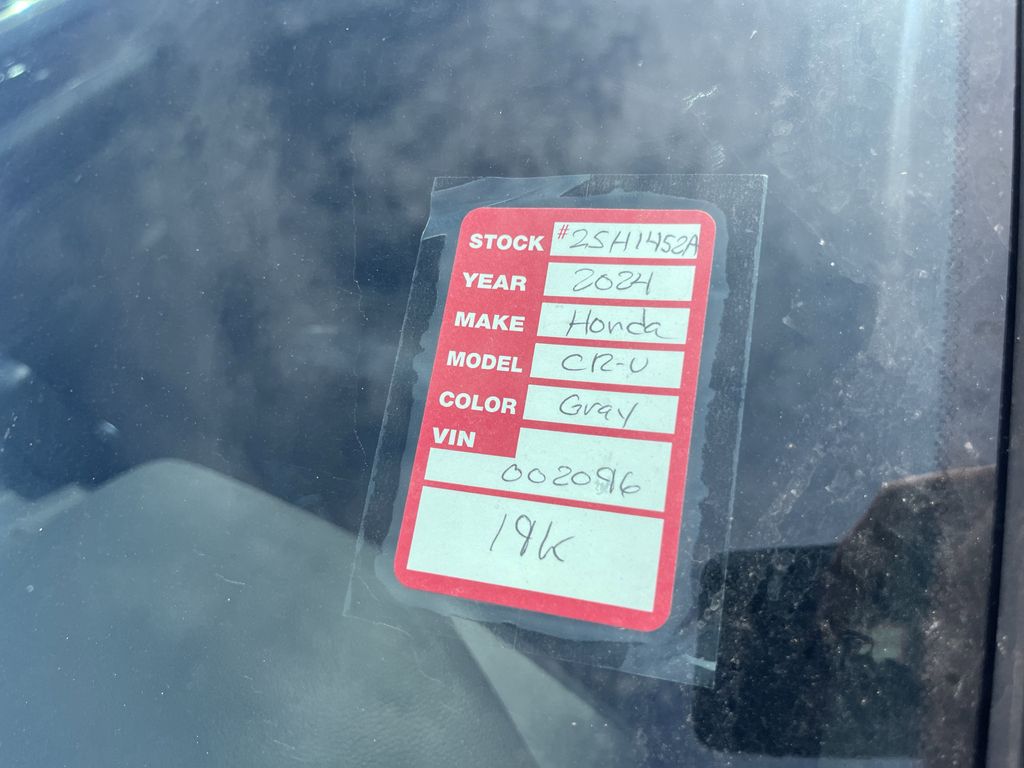 STOCK #25H1452A
YEAR 2024
MAKE Honda
MODEL CR-V
COLOR Gray
VIN
002096
19k